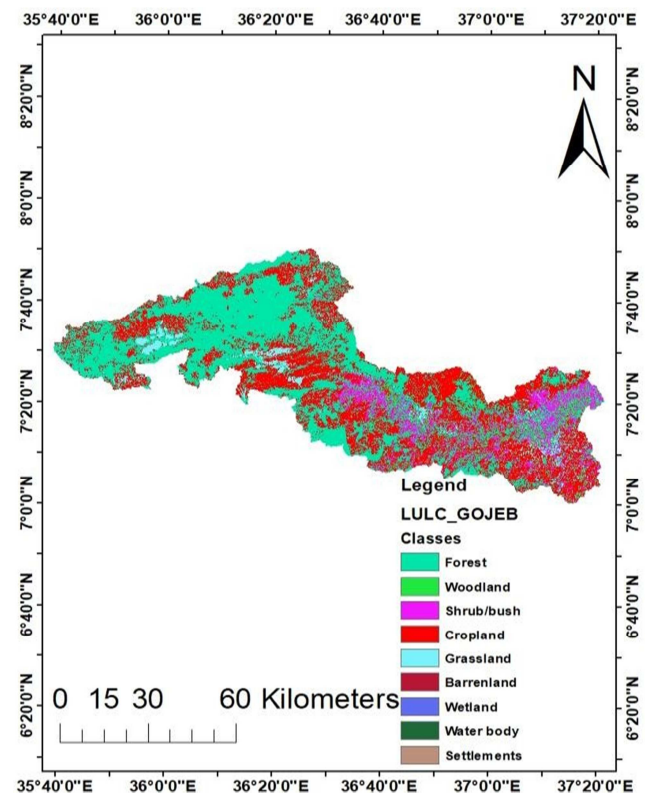 35°40'0"E 36°0'0"E 36°20'0"E 36°40'0"E 37°0'0"E 37°20'0"E
N
8°20'0"N 8°20'0"N
8°0'0"N 8°0'0"N
7°40'0"N 7°40'0"N
7°20'0"N 7°20'0"N
7°0'0"N 7°0'0"N
6°40'0"N 6°40'0"N
6°20'0"N 6°20'0"N
Legend
LULC_GOJEB
Classes
Forest
Woodland
Shrub/bush
Cropland
Grassland
Barrenland
Wetland
Water body
Settlements
0 15 30 60 Kilometers
35°40'0"E 36°0'0"E 36°20'0"E 36°40'0"E 37°0'0"E 37°20'0"E